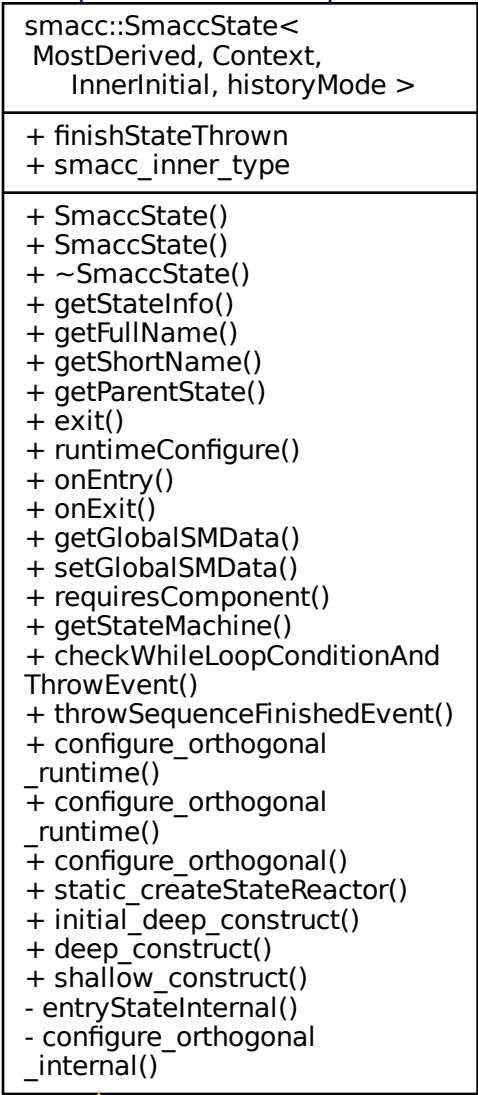 smacc::SmaccState<
MostDerived, Context,
InnerInitial, historyMode >
+ finishStateThrown
+ smacc_inner_type
+ SmaccState()
+ SmaccState()
+ ~SmaccState()
+ getStateInfo()
+ getFullName()
+ getShortName()
+ getParentState()
+ exit()
+ runtimeConfigure()
+ onEntry()
+ onExit()
+ getGlobalSMData()
+ setGlobalSMData()
+ requiresComponent()
+ getStateMachine()
+ checkWhileLoopConditionAnd
ThrowEvent()
+ throwSequenceFinishedEvent()
+ configure_orthogonal
_runtime()
+ configure_orthogonal
_runtime()
+ configure_orthogonal()
+ static_createStateReactor()
+ initial_deep_construct()
+ deep_construct()
+ shallow_construct()
- entryStateInternal()
- configure_orthogonal
_internal()